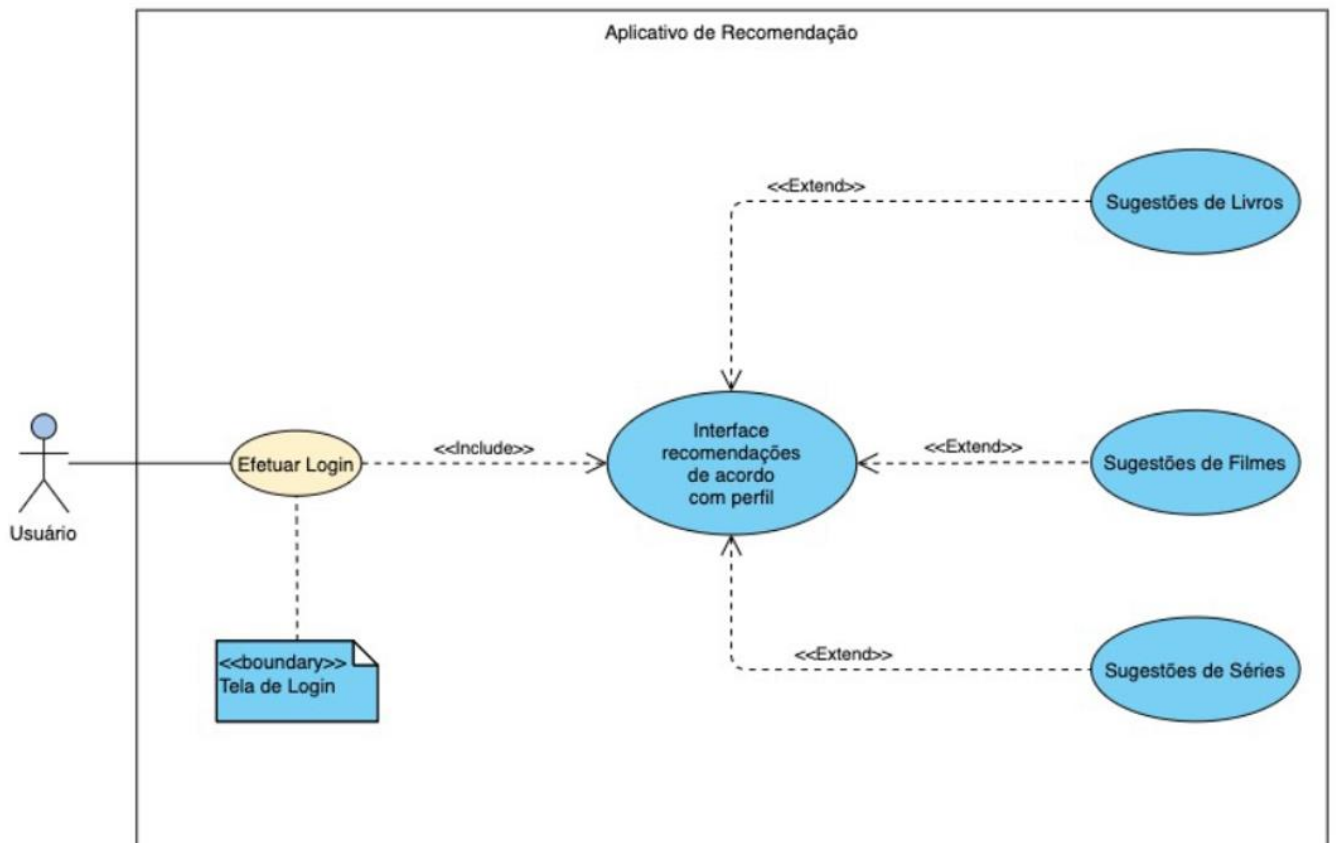 Aplicativo de Recomendação
<<Extend>>
Sugestões de Livros
Interface
recomendações
de acordo
com perfil
<<Include>>
Efetuar Login
<<Extend>>
Sugestões de Filmes
Usuário
<<boundary>>
Tela de Login
<<Extend>>
Sugestões de Séries